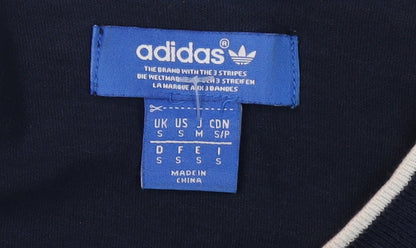 adidas®
THE BRAND WITH THE 3 STRIPES
DIE WELTMARKE MIT DEN 3 STREIFEN
LA MARQUE AUX 3 BANDES
UK US J CDN
S S M S/P
D F E I
S S S S
MADE IN
CHINA